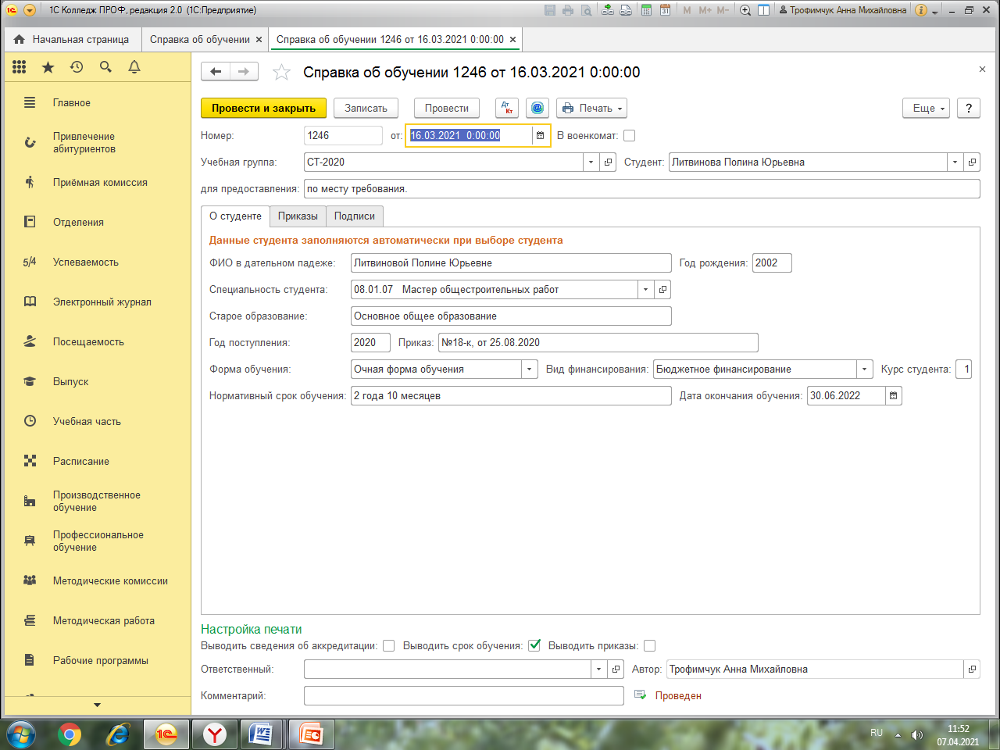 1С Колледж ПРОФ, редакция 2.0 (1С:Предприятие)
M M+ M-
Трофимчук Анна Михайловна
Начальная страница
Справка об обучении ×
Справка об обучении 1246 от 16.03.2021 0:00:00 ×
Справка об обучении 1246 от 16.03.2021 0:00:00
Провести и закрыть
Записать
Провести
Дт
Кт
Печать
Еще
?
Номер: 1246 от: 16.03.2021 0:00:00 В военкомат:
Учебная группа: СТ-2020 Студент: Литвинова Полина Юрьевна
для предоставления: по месту требования.
О студенте Приказы Подписи
Данные студента заполняются автоматически при выборе студента
ФИО в дательном падеже: Литвиновой Полине Юрьевне Год рождения: 2002
Специальность студента: 08.01.07 Мастер общестроительных работ
Старое образование: Основное общее образование
Год поступления: 2020 Приказ: №18-к, от 25.08.2020
Форма обучения: Очная форма обучения Вид финансирования: Бюджетное финансирование Курс студента: 1
Нормативный срок обучения: 2 года 10 месяцев Дата окончания обучения: 30.06.2022
Настройка печати
Выводить сведения об аккредитации: Выводить срок обучения: Выводить приказы:
Ответственный: Автор: Трофимчук Анна Михайловна
Комментарий: Проведен
Главное
Привлечение
абитуриентов
Приёмная комиссия
Отделения
5/4 Успеваемость
Электронный журнал
Посещаемость
Выпуск
Учебная часть
Расписание
Производственное
обучение
Профессиональное
обучение
Методические комиссии
Методическая работа
Рабочие программы
RU
11:52
07.04.2021